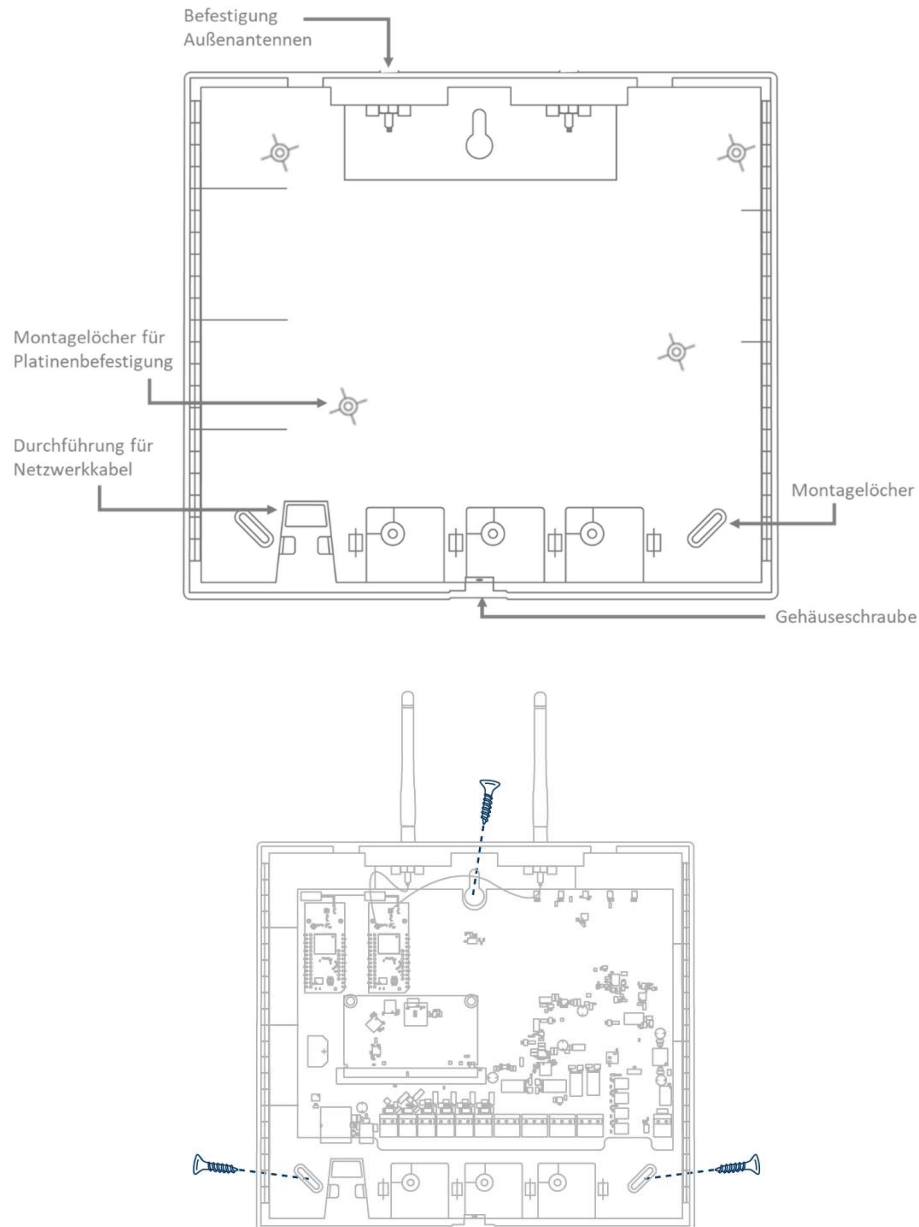 Befestigung
Außenantennen
Montagelöcher für
Platinenbefestigung
Durchführung für
Netzwerkkabel
Montagelöcher
Gehäuseschraube